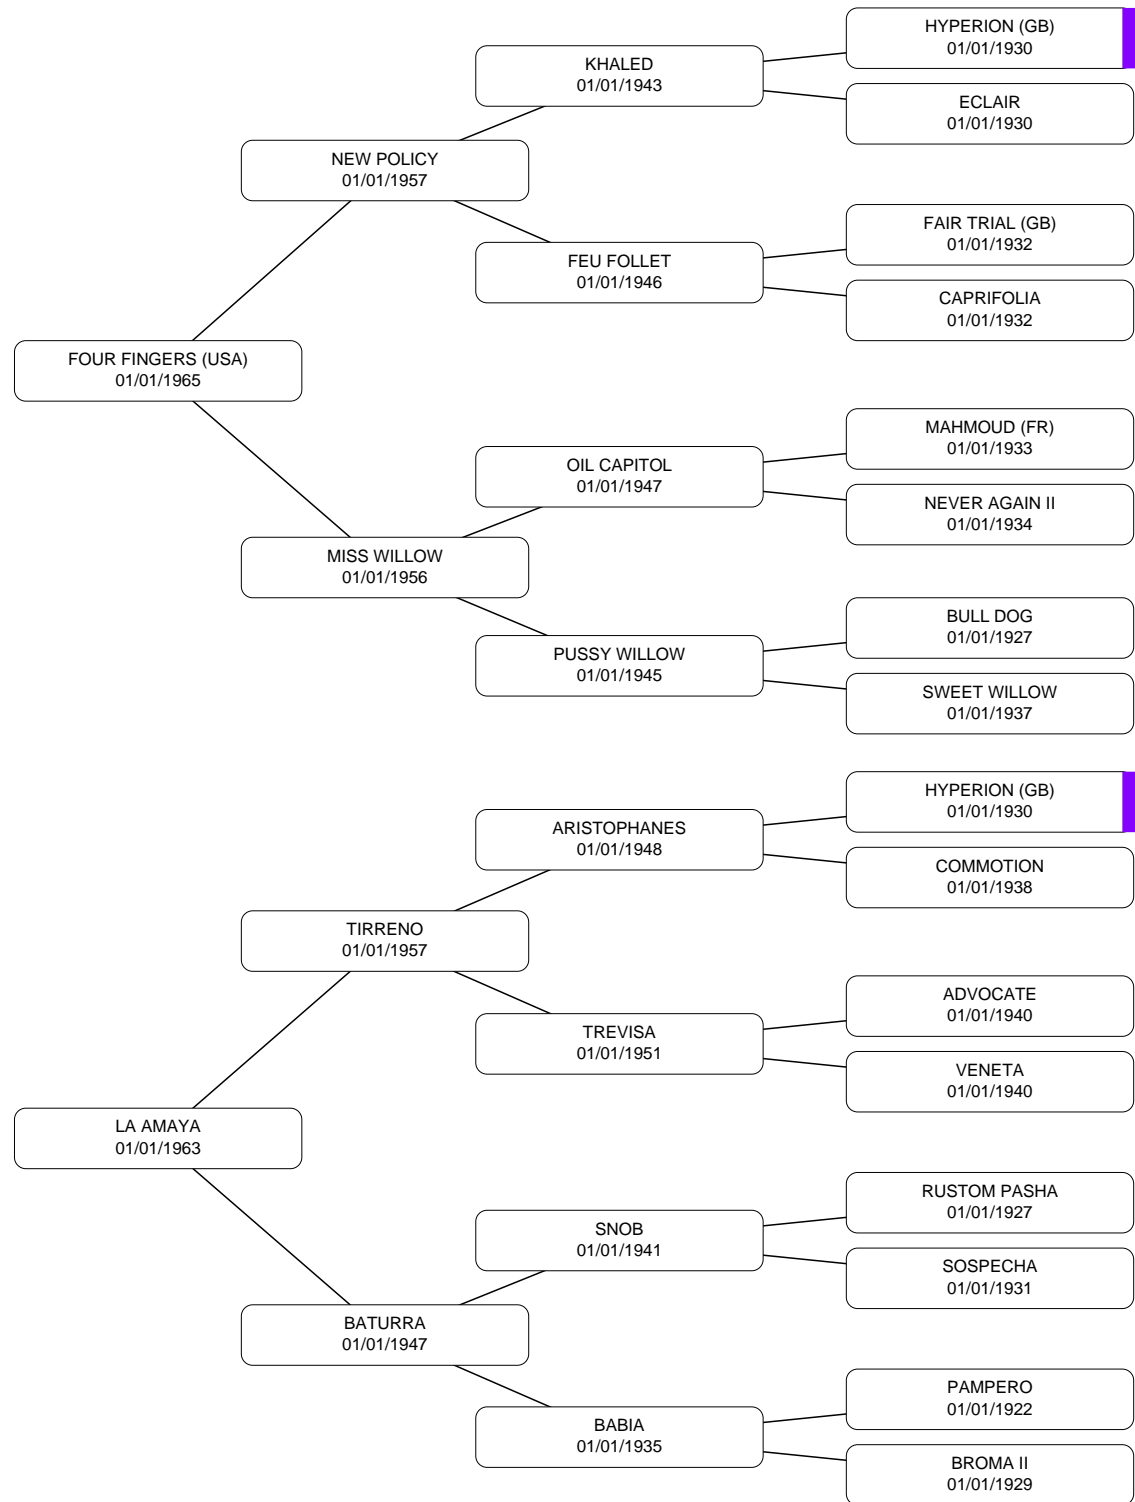 HYPERION (GB)
01/01/1930
KHALED
01/01/1943
ECLAIR
01/01/1930
NEW POLICY
01/01/1957
FAIR TRIAL (GB)
01/01/1932
FEU FOLLET
01/01/1946
CAPRIFOLIA
01/01/1932
FOUR FINGERS (USA)
01/01/1965
MAHMOUD (FR)
01/01/1933
OIL CAPITOL
01/01/1947
NEVER AGAIN II
01/01/1934
MISS WILLOW
01/01/1956
BULL DOG
01/01/1927
PUSSY WILLOW
01/01/1945
SWEET WILLOW
01/01/1937
HYPERION (GB)
01/01/1930
ARISTOPHANES
01/01/1948
COMMOTION
01/01/1938
TIRRENO
01/01/1957
ADVOCATE
01/01/1940
TREVISA
01/01/1951
VENETA
01/01/1940
LA AMAYA
01/01/1963
RUSTOM PASHA
01/01/1927
SNOB
01/01/1941
SOSPECHA
01/01/1931
BATURRA
01/01/1947
PAMPERO
01/01/1922
BABIA
01/01/1935
BROMA II
01/01/1929